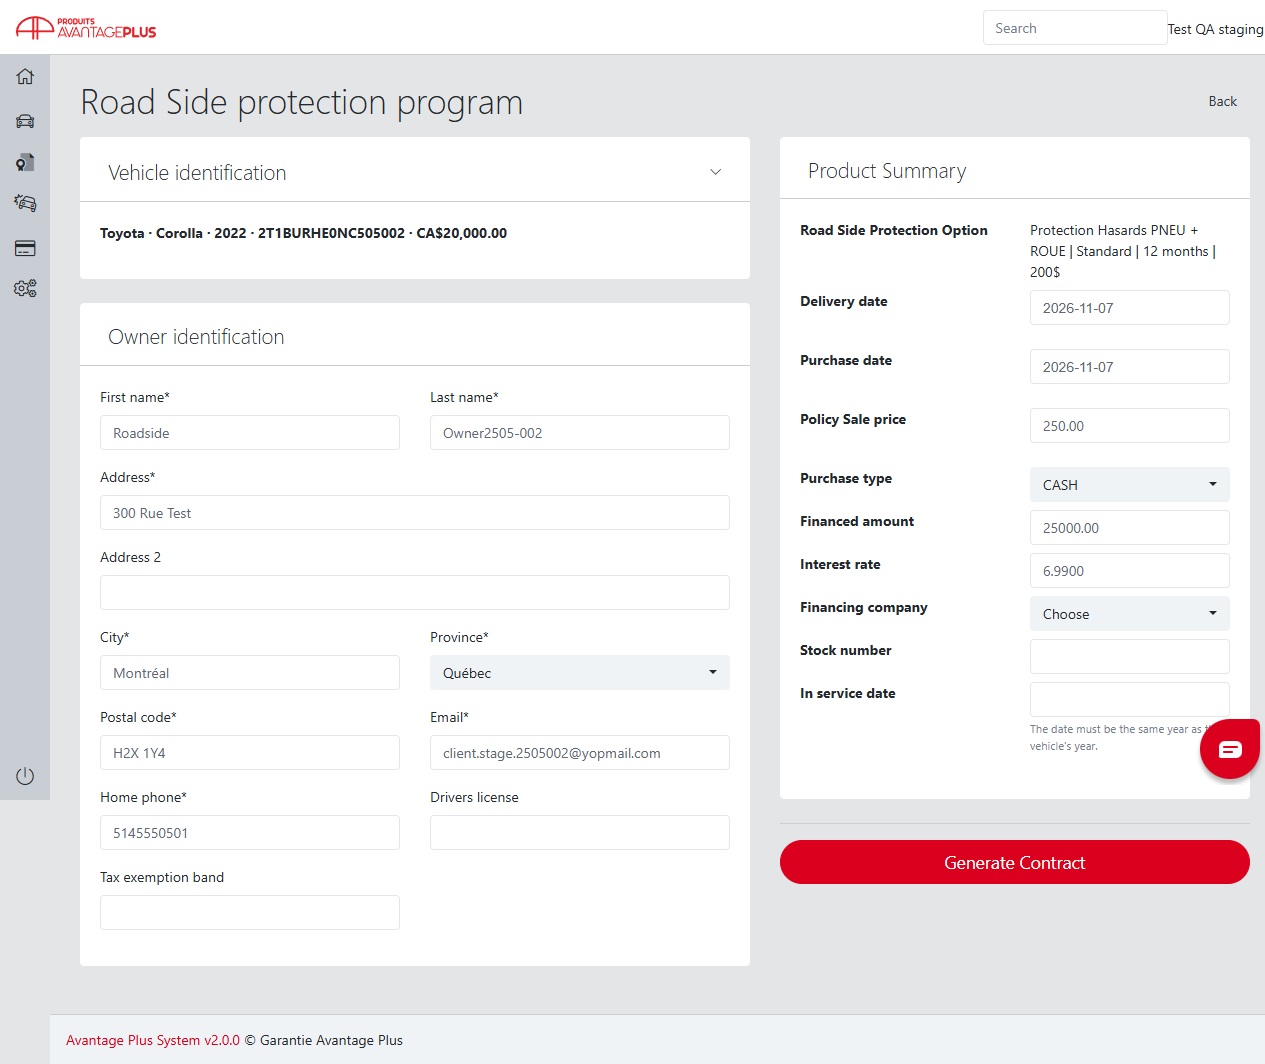 PRODUITS
AVANTAGEPLUS
Search
Test QA staging
Road Side protection program
Back
Vehicle identification
Toyota · Corolla · 2022 · 2T1BURHE0NC505002 · CA$20,000.00
Owner identification
First name*
Last name*
Roadside
Owner2505-002
Address*
300 Rue Test
Address 2
City*
Province*
Montréal
Québec
Postal code*
Email*
H2X 1Y4
client.stage.2505002@yopmail.com
Home phone*
Drivers license
5145550501
Tax exemption band
Product Summary
Road Side Protection Option
Protection Hasards PNEU +
ROUE | Standard | 12 months |
200$
Delivery date
2026-11-07
Purchase date
2026-11-07
Policy Sale price
250.00
Purchase type
CASH
Financed amount
25000.00
Interest rate
6.9900
Financing company
Choose
Stock number
In service date
The date must be the same year as
vehicle's year.
Generate Contract
Avantage Plus System v2.0.0 © Garantie Avantage Plus